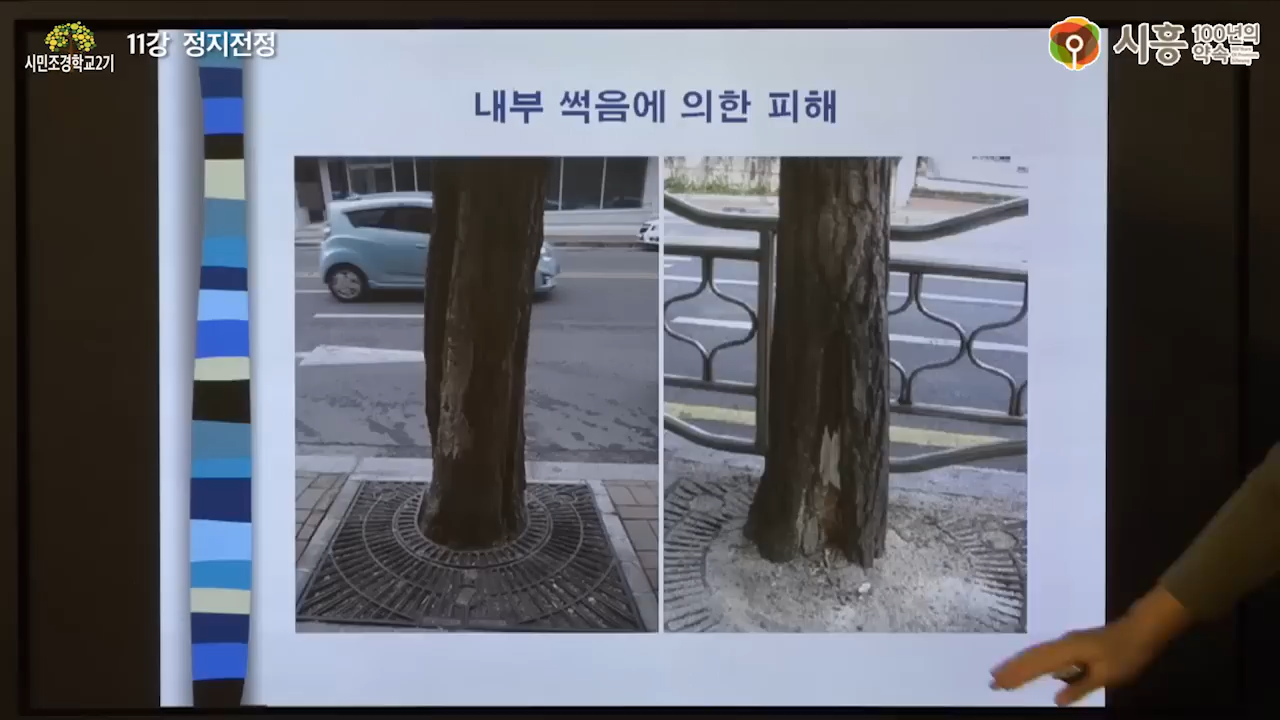 시민조경학교2기
11강 정지전정
시흥
100년의
약속
내부 썩음에 의한 피해